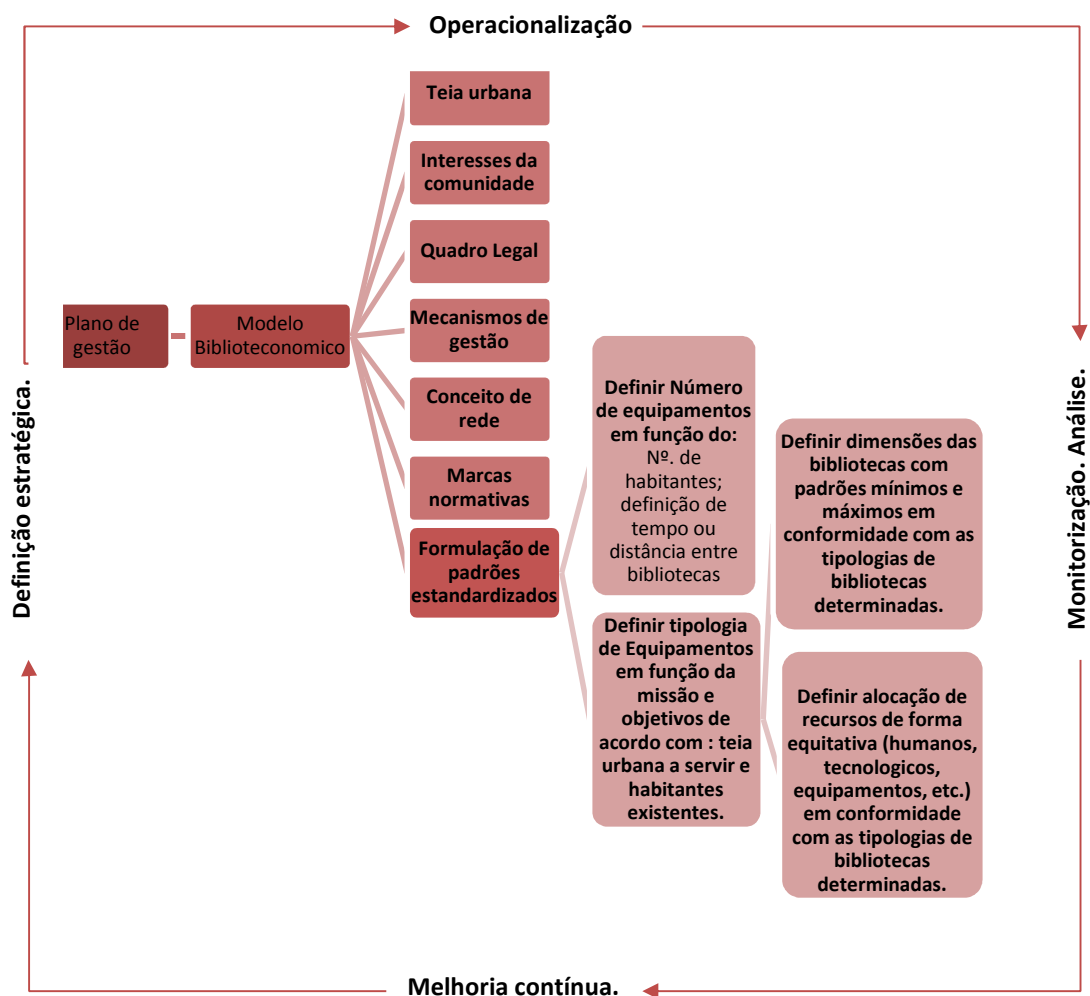 Operacionalização
Teia urbana
Interesses da
comunidade
Quadro Legal
Plano de
gestão
Modelo
Biblioteconomico
Mecanismos de
gestão
Conceito de
rede
Marcas
normativas
Formulação de
padrões
estandardizados
Definir Número
de equipamentos
em função do:
Nº. de
habitantes;
definição de
tempo ou
distância entre
bibliotecas
Definir tipologia
de Equipamentos
em função da
missão e
objetivos de
acordo com : teia
urbana a servir e
habitantes
existentes.
Definir dimensões das
bibliotecas com
padrões mínimos e
máximos em
conformidade com as
tipologias de
bibliotecas
determinadas.
Definir alocação de
recursos de forma
equitativa (humanos,
tecnologicos,
equipamentos, etc.)
em conformidade
com as tipologias de
bibliotecas
determinadas.
Definição estratégica.
Monitorização. Análise.
Melhoria contínua.